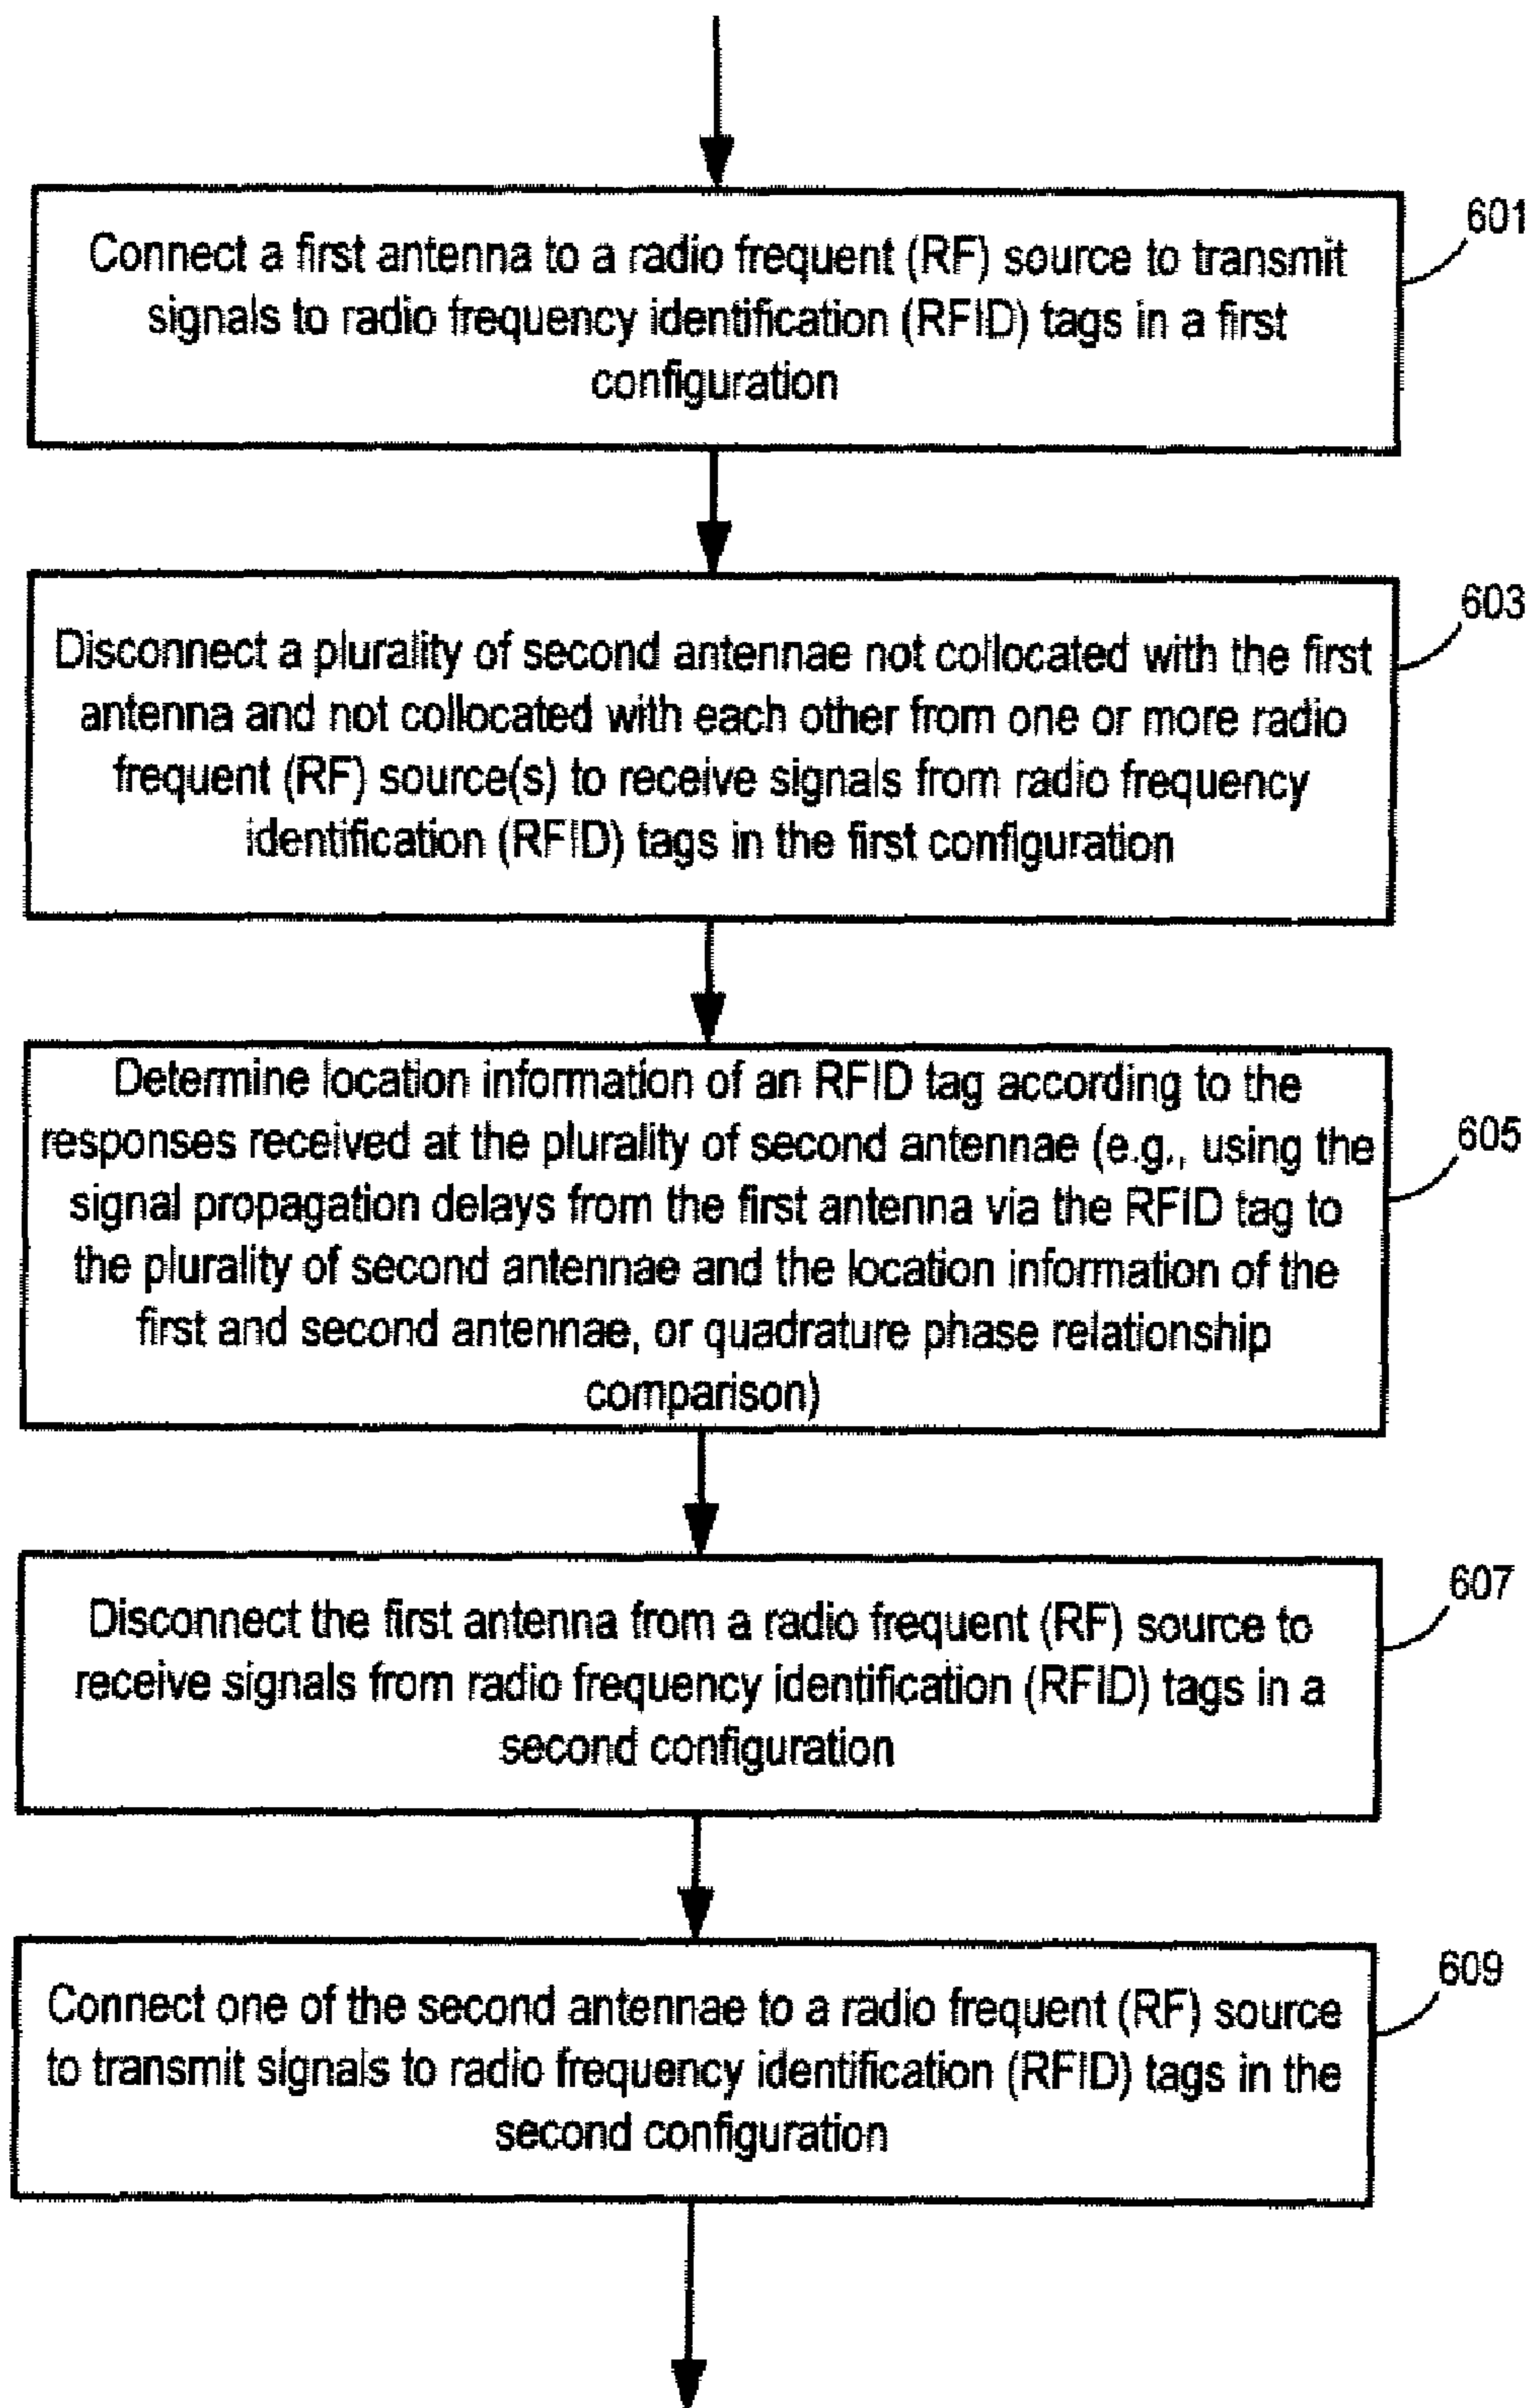 Connect a first antenna to a radio frequent (RF) source to transmit
signals to radio frequency identification (RFID) tags in a first
configuration
601
Disconnect a plurality of second antennae not collocated with the first
antenna and not collocated with each other from one or more radio
frequent (RF) source(s) to receive signals from radio frequency
identification (RFID) tags in the first configuration
603
Determine location information of an RFID tag according to the
responses received at the plurality of second antennae (e.g., using the
signal propagation delays from the first antenna via the RFID tag to
the plurality of second antennae and the location information of the
first and second antennae, or quadrature phase relationship
comparison)
605
Disconnect the first antenna from a radio frequent (RF) source to
receive signals from radio frequency identification (RFID) tags in a
second configuration
607
Connect one of the second antennae to a radio frequent (RF) source
to transmit signals to radio frequency identification (RFID) tags in the
second configuration
609